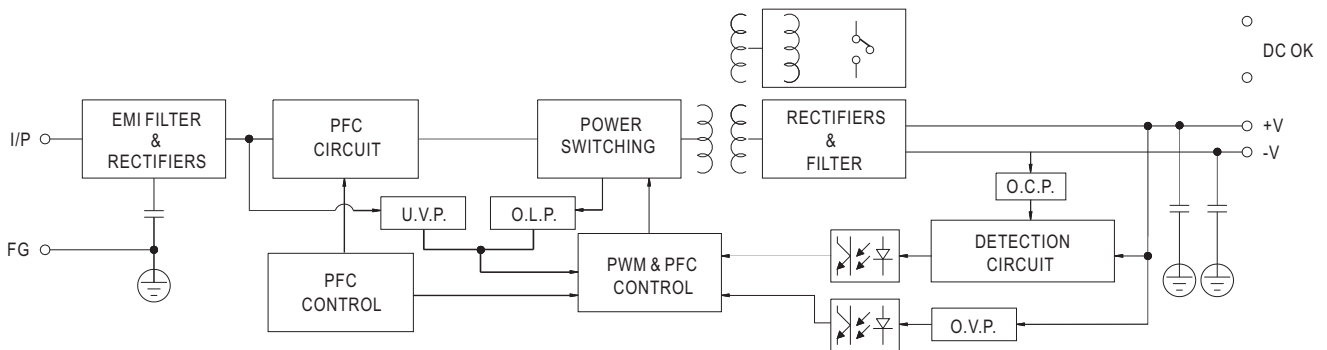 DC OK
I/P
EMI FILTER
&
RECTIFIERS
PFC
CIRCUIT
POWER
SWITCHING
RECTIFIERS
&
FILTER
+V
-V
O.C.P.
U.V.P.
O.L.P.
FG
PFC
CONTROL
PWM & PFC
CONTROL
DETECTION
CIRCUIT
O.V.P.